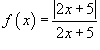 f(x) = |2x+5| / 2x+5